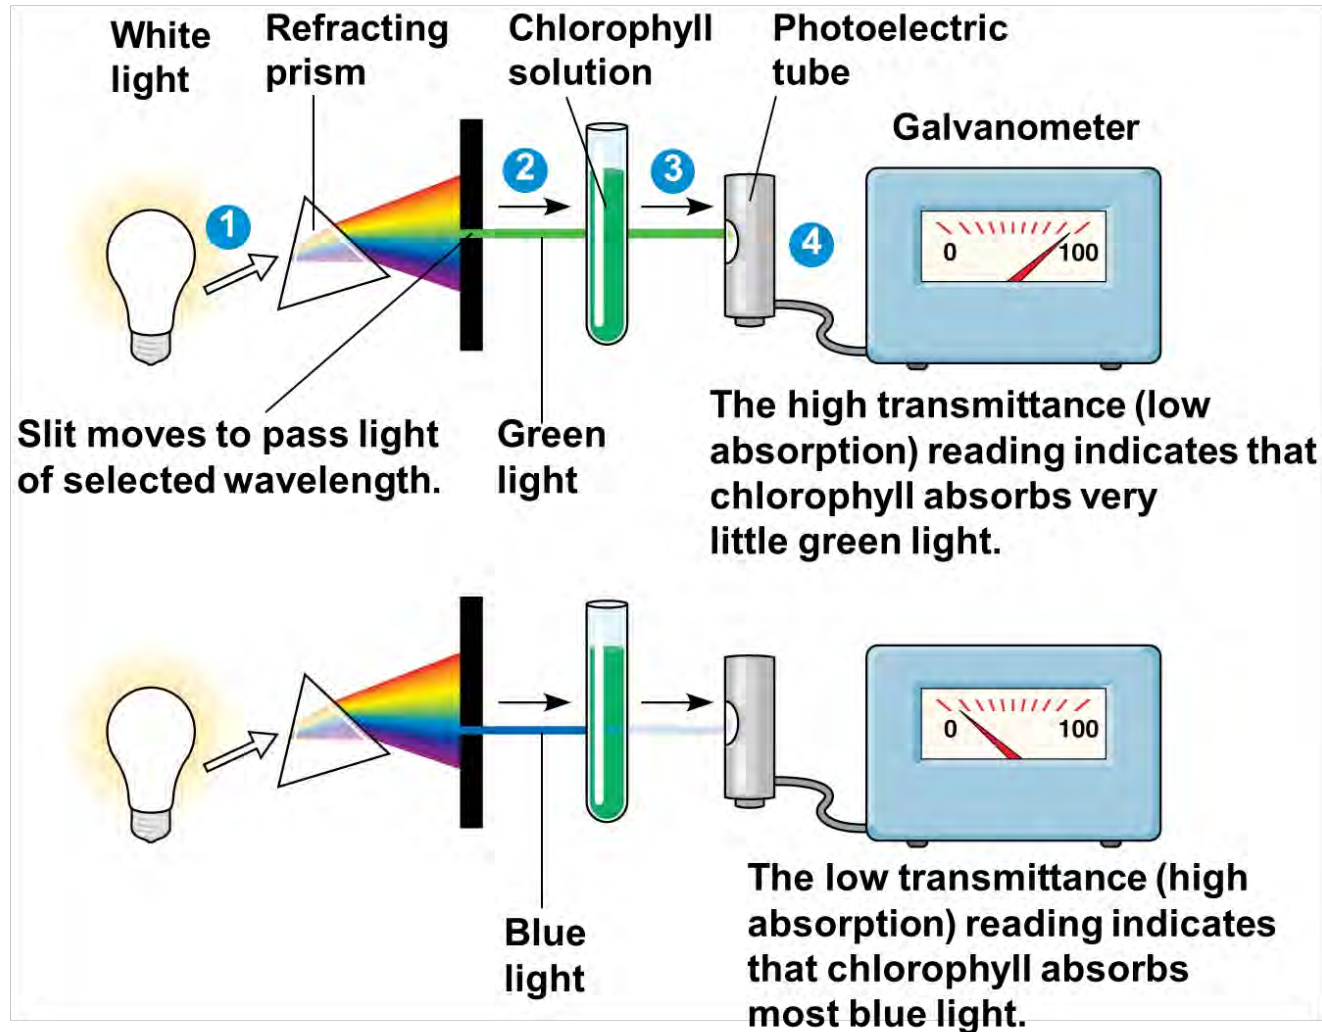 White
light
Refracting
prism
Chlorophyll
solution
Photoelectric
tube
Galvanometer
1
2
3
4
0
100
Slit moves to pass light
of selected wavelength.
Green
light
The high transmittance (low
absorption) reading indicates that
chlorophyll absorbs very
little green light.
0
100
Blue
light
The low transmittance (high
absorption) reading indicates
that chlorophyll absorbs
most blue light.